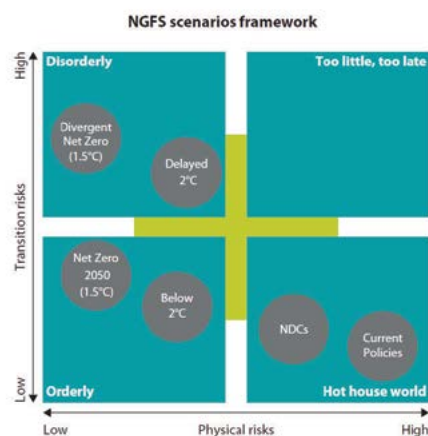 NGFS scenarios framework
High
Disorderly
Too little, too late
Divergent
Net Zero
(1.5°C)
Delayed
2°C
Transition risks
Net Zero
2050
(1.5°C)
Below
2°C
NDCs
Current
Policies
Low
Orderly
Hot house world
Low
Physical risks
High